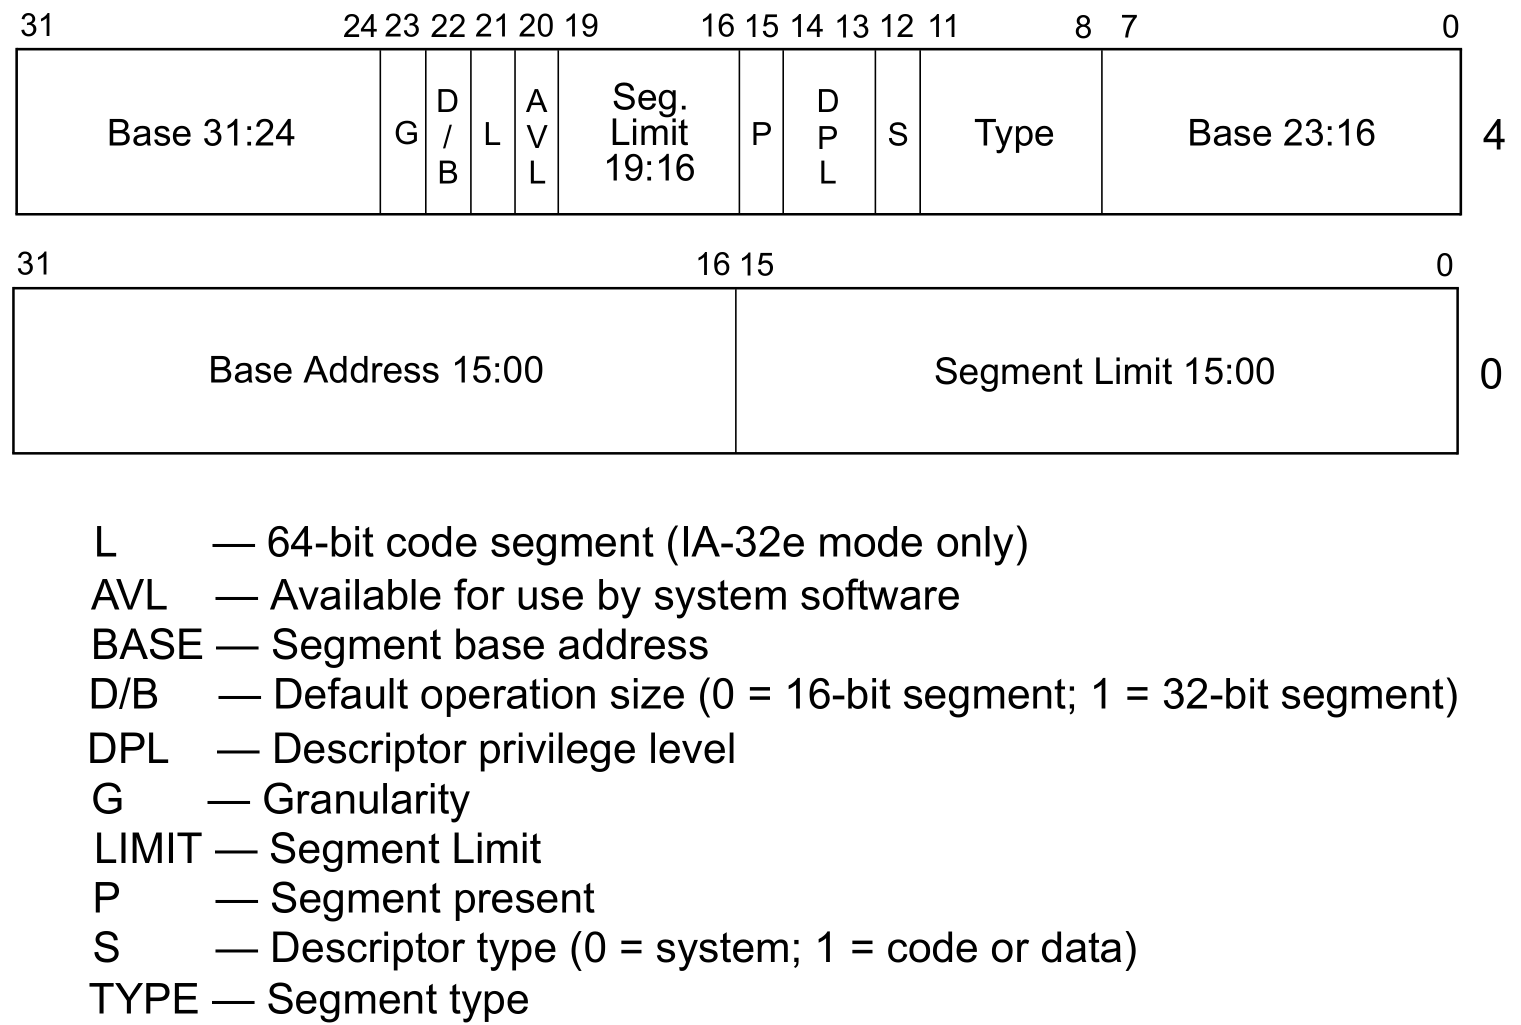 31 24 23 22 21 20 19 16 15 14 13 12 11 8 7 0
Base 31:24 G D/B L AVL Seg. Limit 19:16 P DPL S Type Base 23:16 4
31 16 15 0
Base Address 15:00 Segment Limit 15:00 0
L — 64-bit code segment (IA-32e mode only)
AVL — Available for use by system software
BASE — Segment base address
D/B — Default operation size (0 = 16-bit segment; 1 = 32-bit segment)
DPL — Descriptor privilege level
G — Granularity
LIMIT — Segment Limit
P — Segment present
S — Descriptor type (0 = system; 1 = code or data)
TYPE — Segment type